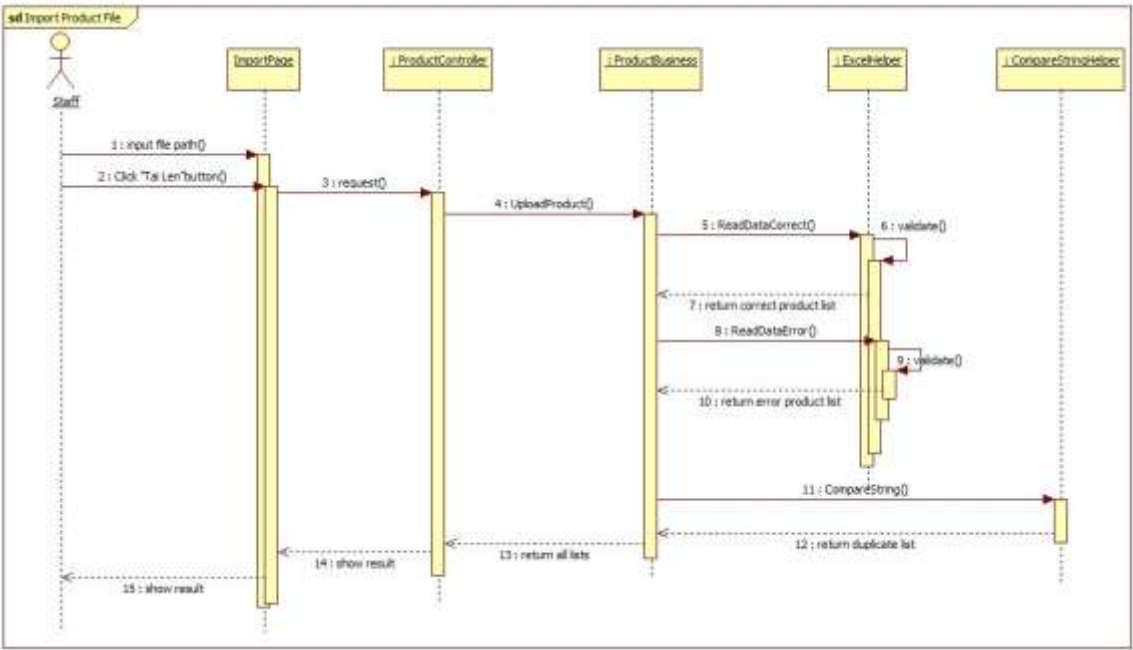 sd Import Product File
Staff
ImportPage
: ProductController
: ProductBusiness
: ExcelHelper
: CompareStringHelper
1 : input file path()
2 : Click "Tai Len"button()
3 : request()
4 : UploadProduct()
5 : ReadDataCorrect()
6 : validate()
7 : return correct product list
8 : ReadDataError()
9 : validate()
10 : return error product list
11 : CompareString()
12 : return duplicate list
13 : return all lists
14 : show result
15 : show result